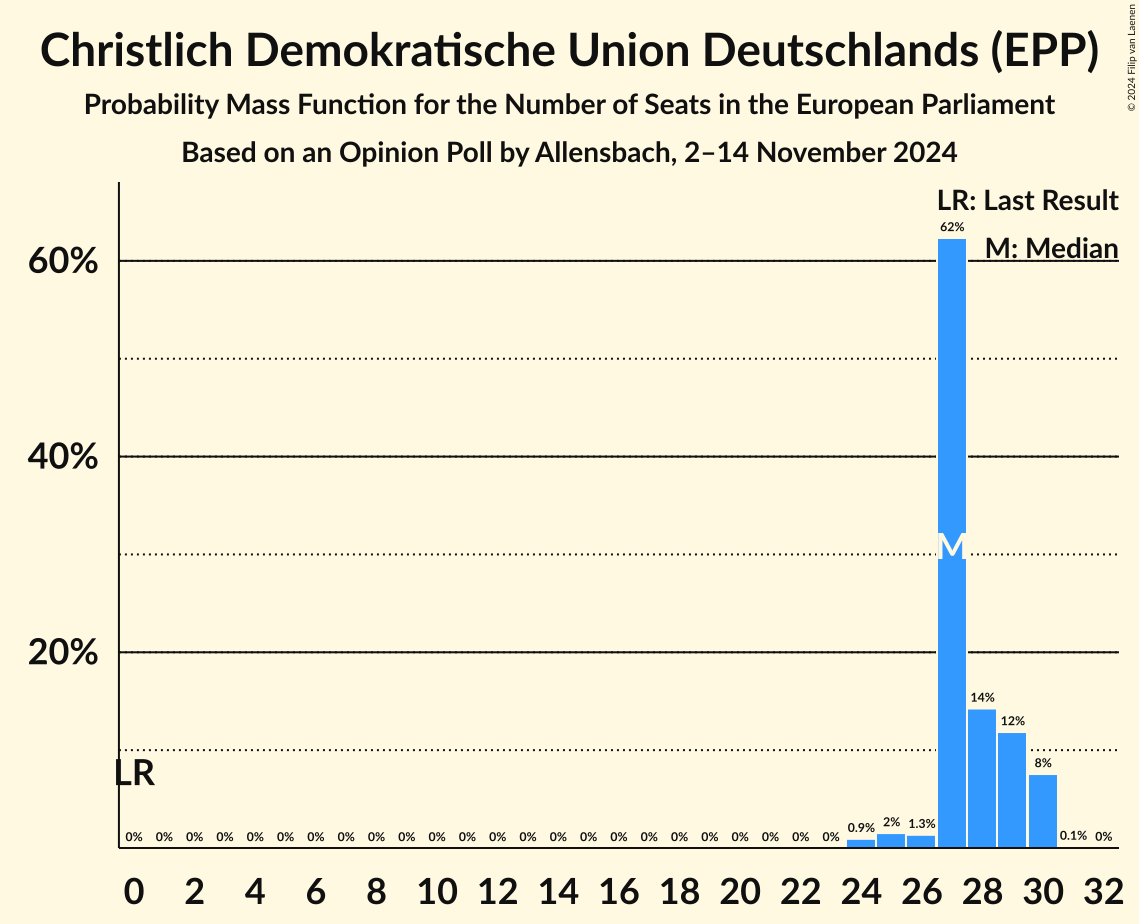 Christlich Demokratische Union Deutschlands (EPP)
Probability Mass Function for the Number of Seats in the European Parliament
Based on an Opinion Poll by Allensbach, 2–14 November 2024
© 2024 Filip van Laenen
LR: Last Result
M: Median
62%
60%
40%
M
20%
14%
12%
8%
LR
0% 0% 0% 0% 0% 0% 0% 0% 0% 0% 0% 0% 0% 0% 0% 0% 0% 0% 0% 0% 0% 0% 0% 0% 0.9% 2% 1.3% 0.1% 0%
0 2 4 6 8 10 12 14 16 18 20 22 24 26 28 30 32